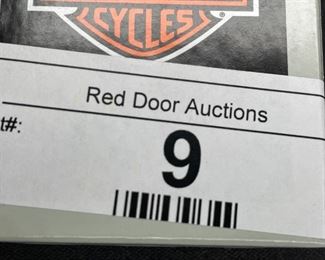 CYCLES
®
Red Door Auctions
t#:
9